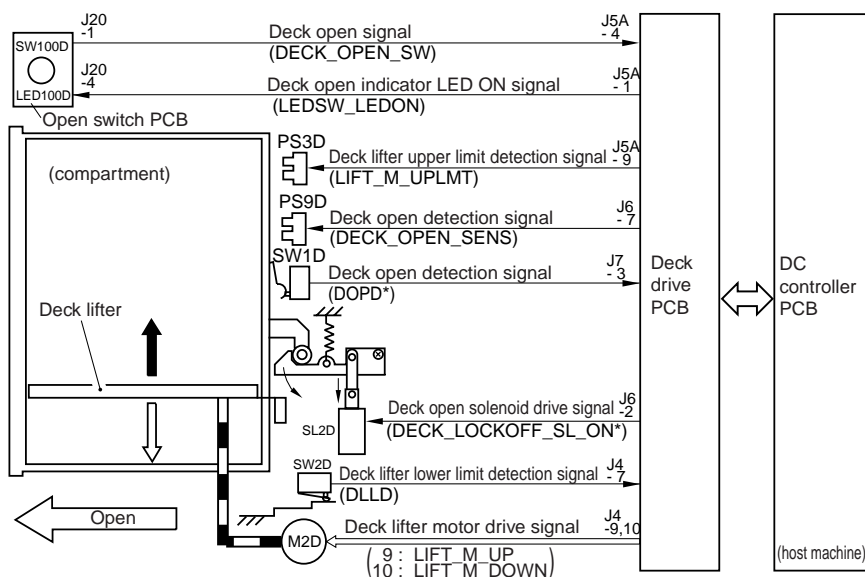 J20
-1
Deck open signal
J5A
- 4
SW100D
(DECK_OPEN_SW)
J20
-4
Deck open indicator LED ON signal
J5A
- 1
LED100D
(LEDSW_LEDON)
Open switch PCB
PS3D
Deck lifter upper limit detection signal
J5A
- 9
(compartment)
(LIFT_M_UPLMT)
PS9D
Deck open detection signal
J6
- 7
(DECK_OPEN_SENS)
SW1D
Deck open detection signal
J7
- 3
(DOPD*)
Deck
drive
PCB
DC
controller
PCB
Deck lifter
SL2D
Deck open solenoid drive signal
J6
-2
(DECK_LOCKOFF_SL_ON*)
SW2D
Deck lifter lower limit detection signal
J4
- 7
(DLLD)
Open
M2D
Deck lifter motor drive signal
J4
-9,10
( 9 : LIFT_M_UP
10 : LIFT_M_DOWN )
(host machine)